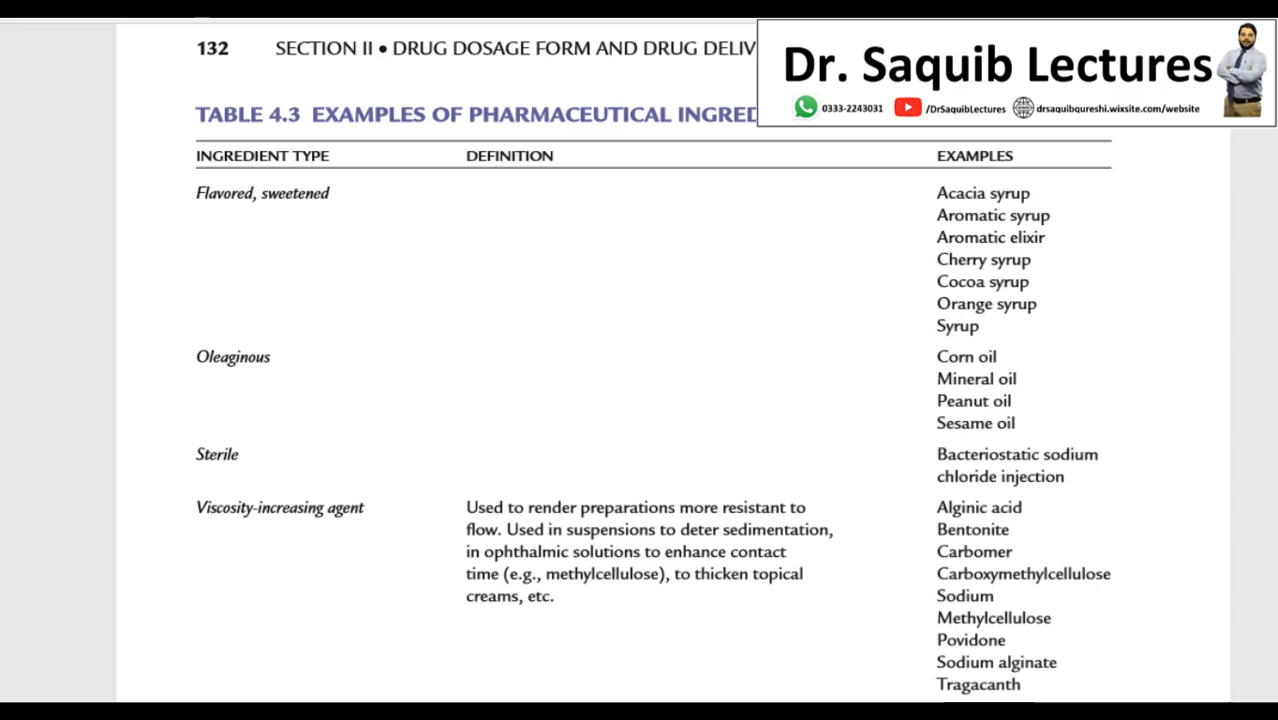 132 SECTION II • DRUG DOSAGE FORM AND DRUG DELIV
Dr. Saquib Lectures
0333-2243031 /DrSaquibLectures drsaquibqureshi.wixsite.com/website
TABLE 4.3 EXAMPLES OF PHARMACEUTICAL INGRED
INGREDIENT TYPE DEFINITION EXAMPLES
Flavored, sweetened Acacia syrup
Aromatic syrup
Aromatic elixir
Cherry syrup
Cocoa syrup
Orange syrup
Syrup
Oleaginous Corn oil
Mineral oil
Peanut oil
Sesame oil
Sterile Bacteriostatic sodium
chloride injection
Viscosity-increasing agent Used to render preparations more resistant to Alginic acid
flow. Used in suspensions to deter sedimentation, Bentonite
in ophthalmic solutions to enhance contact Carbomer
time (e.g., methylcellulose), to thicken topical Carboxymethylcellulose
creams, etc. Sodium
Methylcellulose
Povidone
Sodium alginate
Tragacanth